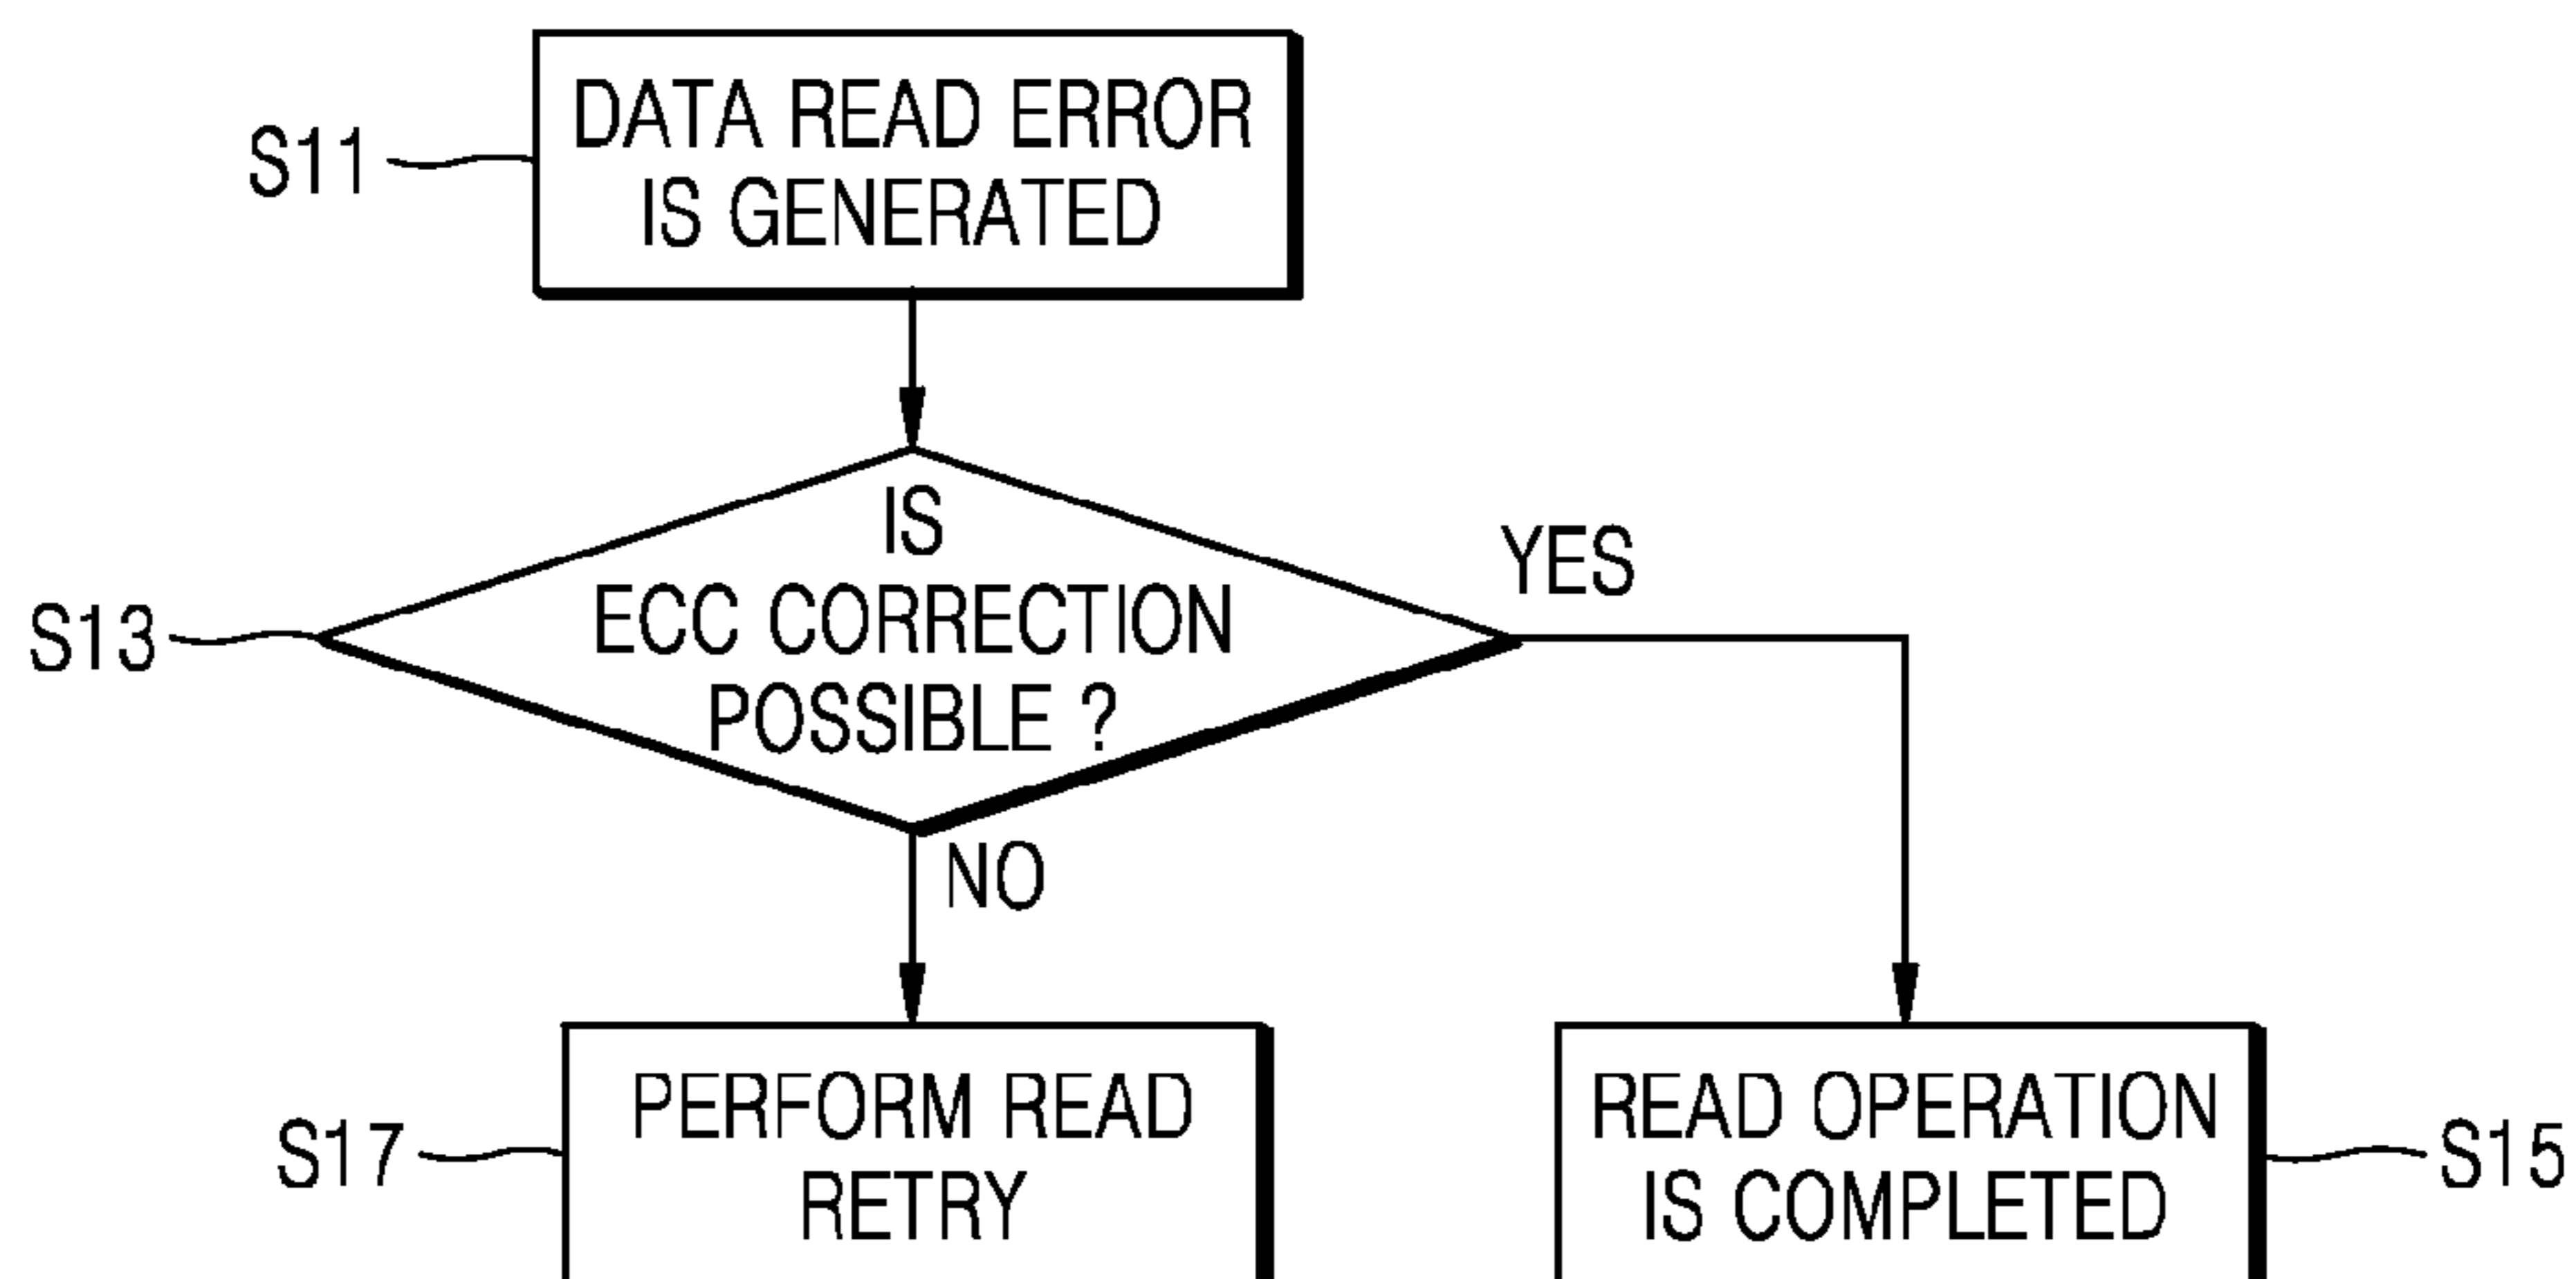 S11
DATA READ ERROR
IS GENERATED
S13
IS
ECC CORRECTION
POSSIBLE ?
YES
NO
S17
PERFORM READ
RETRY
READ OPERATION
IS COMPLETED
S15